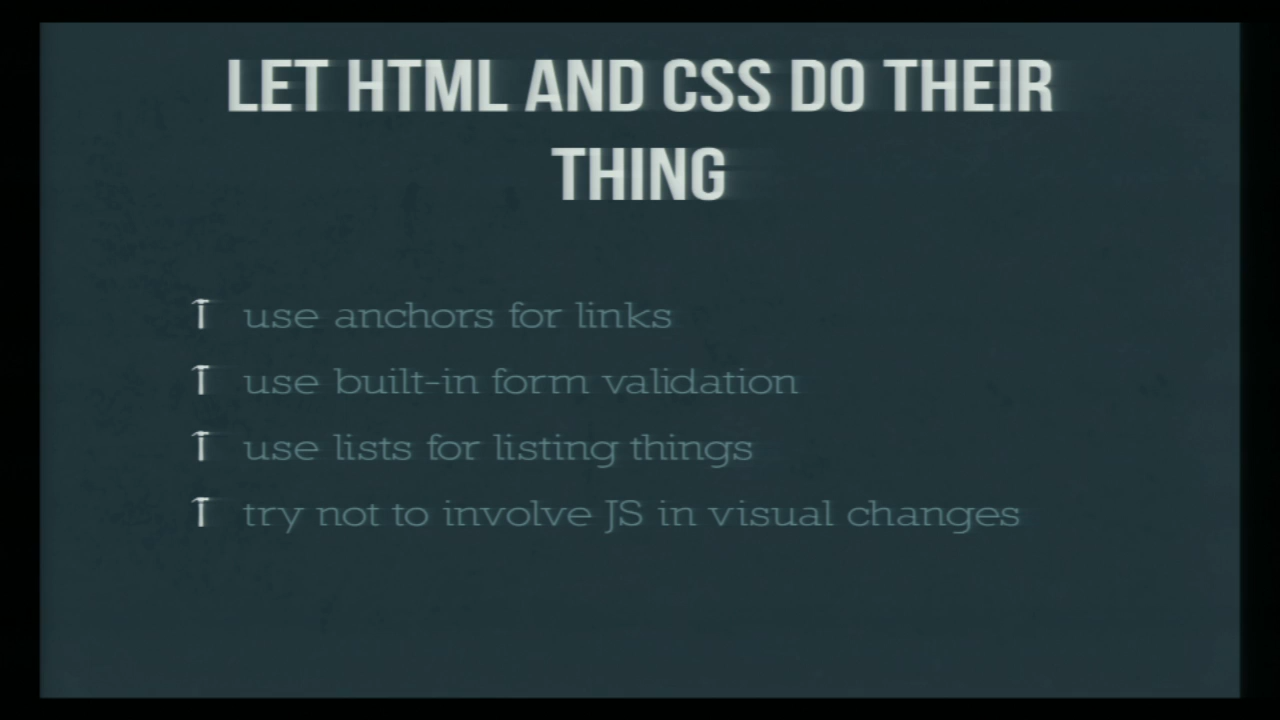 LET HTML AND CSS DO THEIR
THING
use anchors for links
use built-in form validation
use lists for listing things
try not to involve JS in visual changes